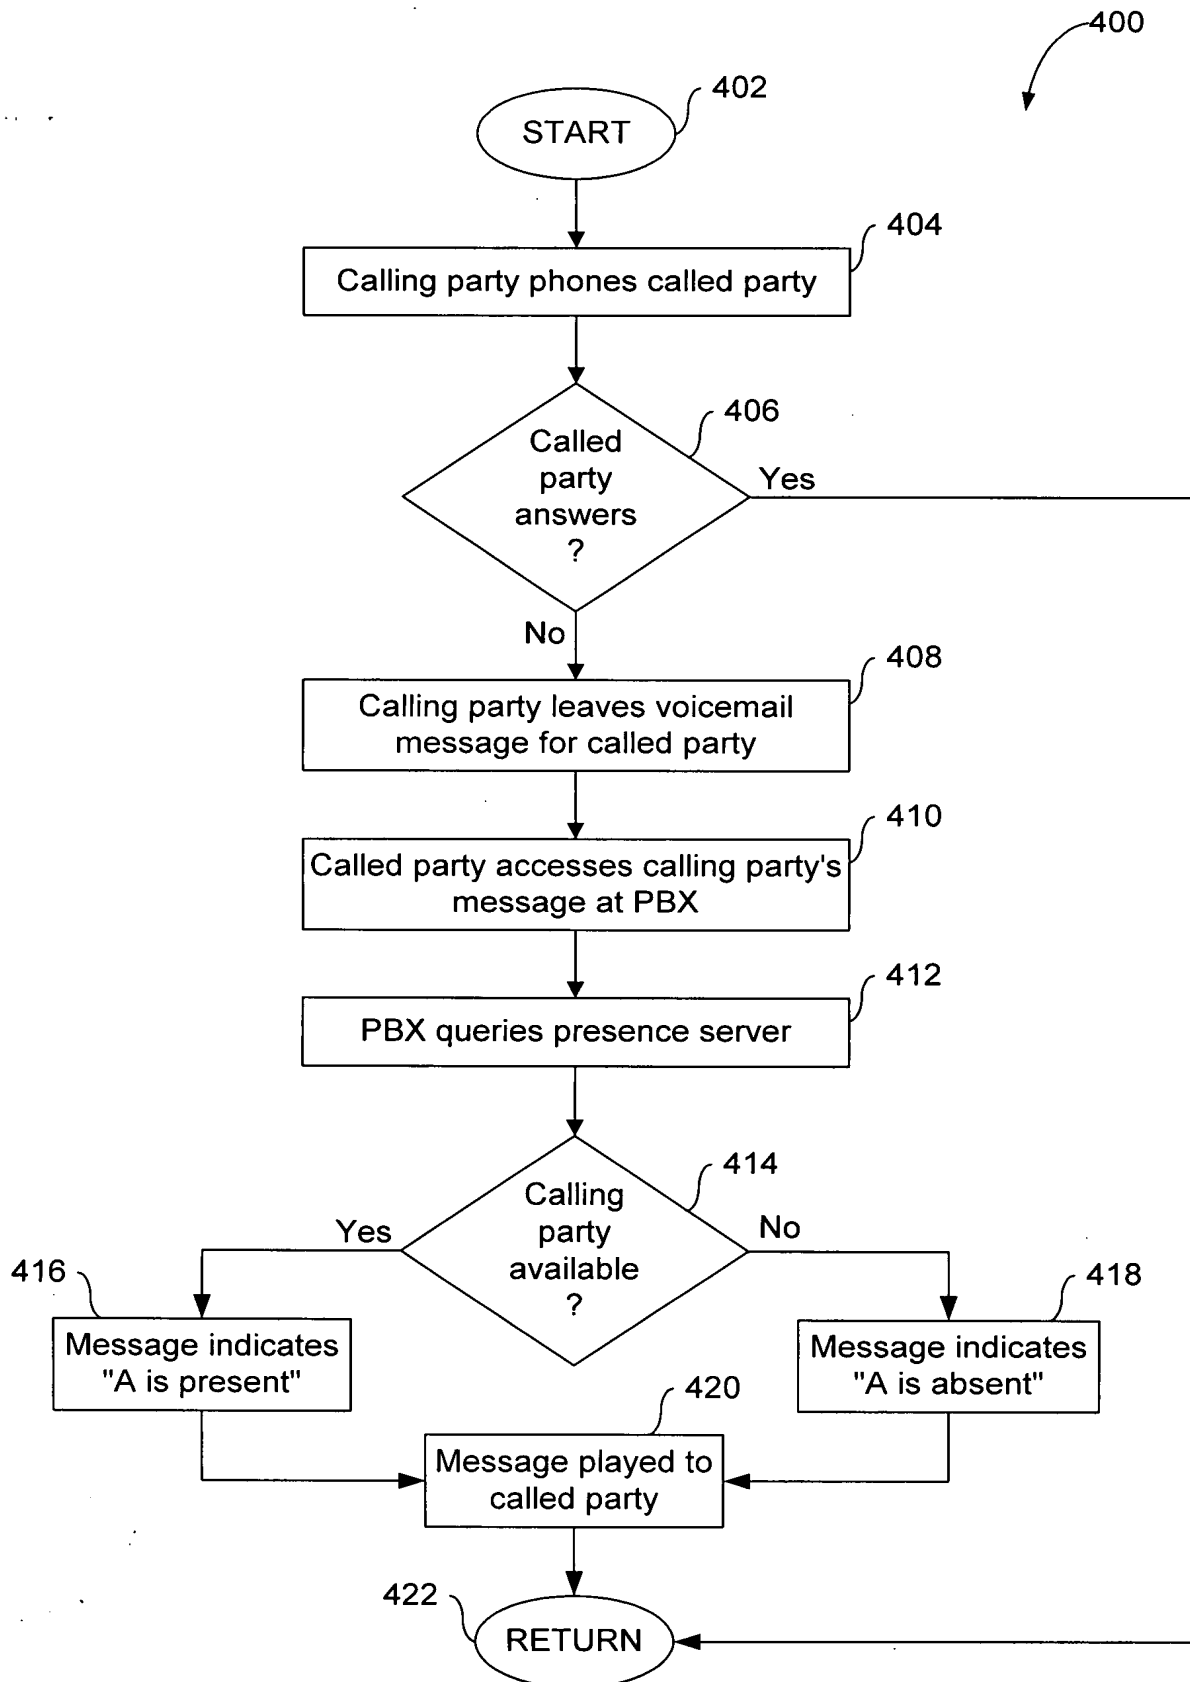 400
402
START
404
Calling party phones called party
406
Called
party
answers
?
Yes
No
408
Calling party leaves voicemail
message for called party
410
Called party accesses calling party's
message at PBX
412
PBX queries presence server
414
Calling
party
available
?
Yes
No
416
Message indicates
"A is present"
418
Message indicates
"A is absent"
420
Message played to
called party
422
RETURN